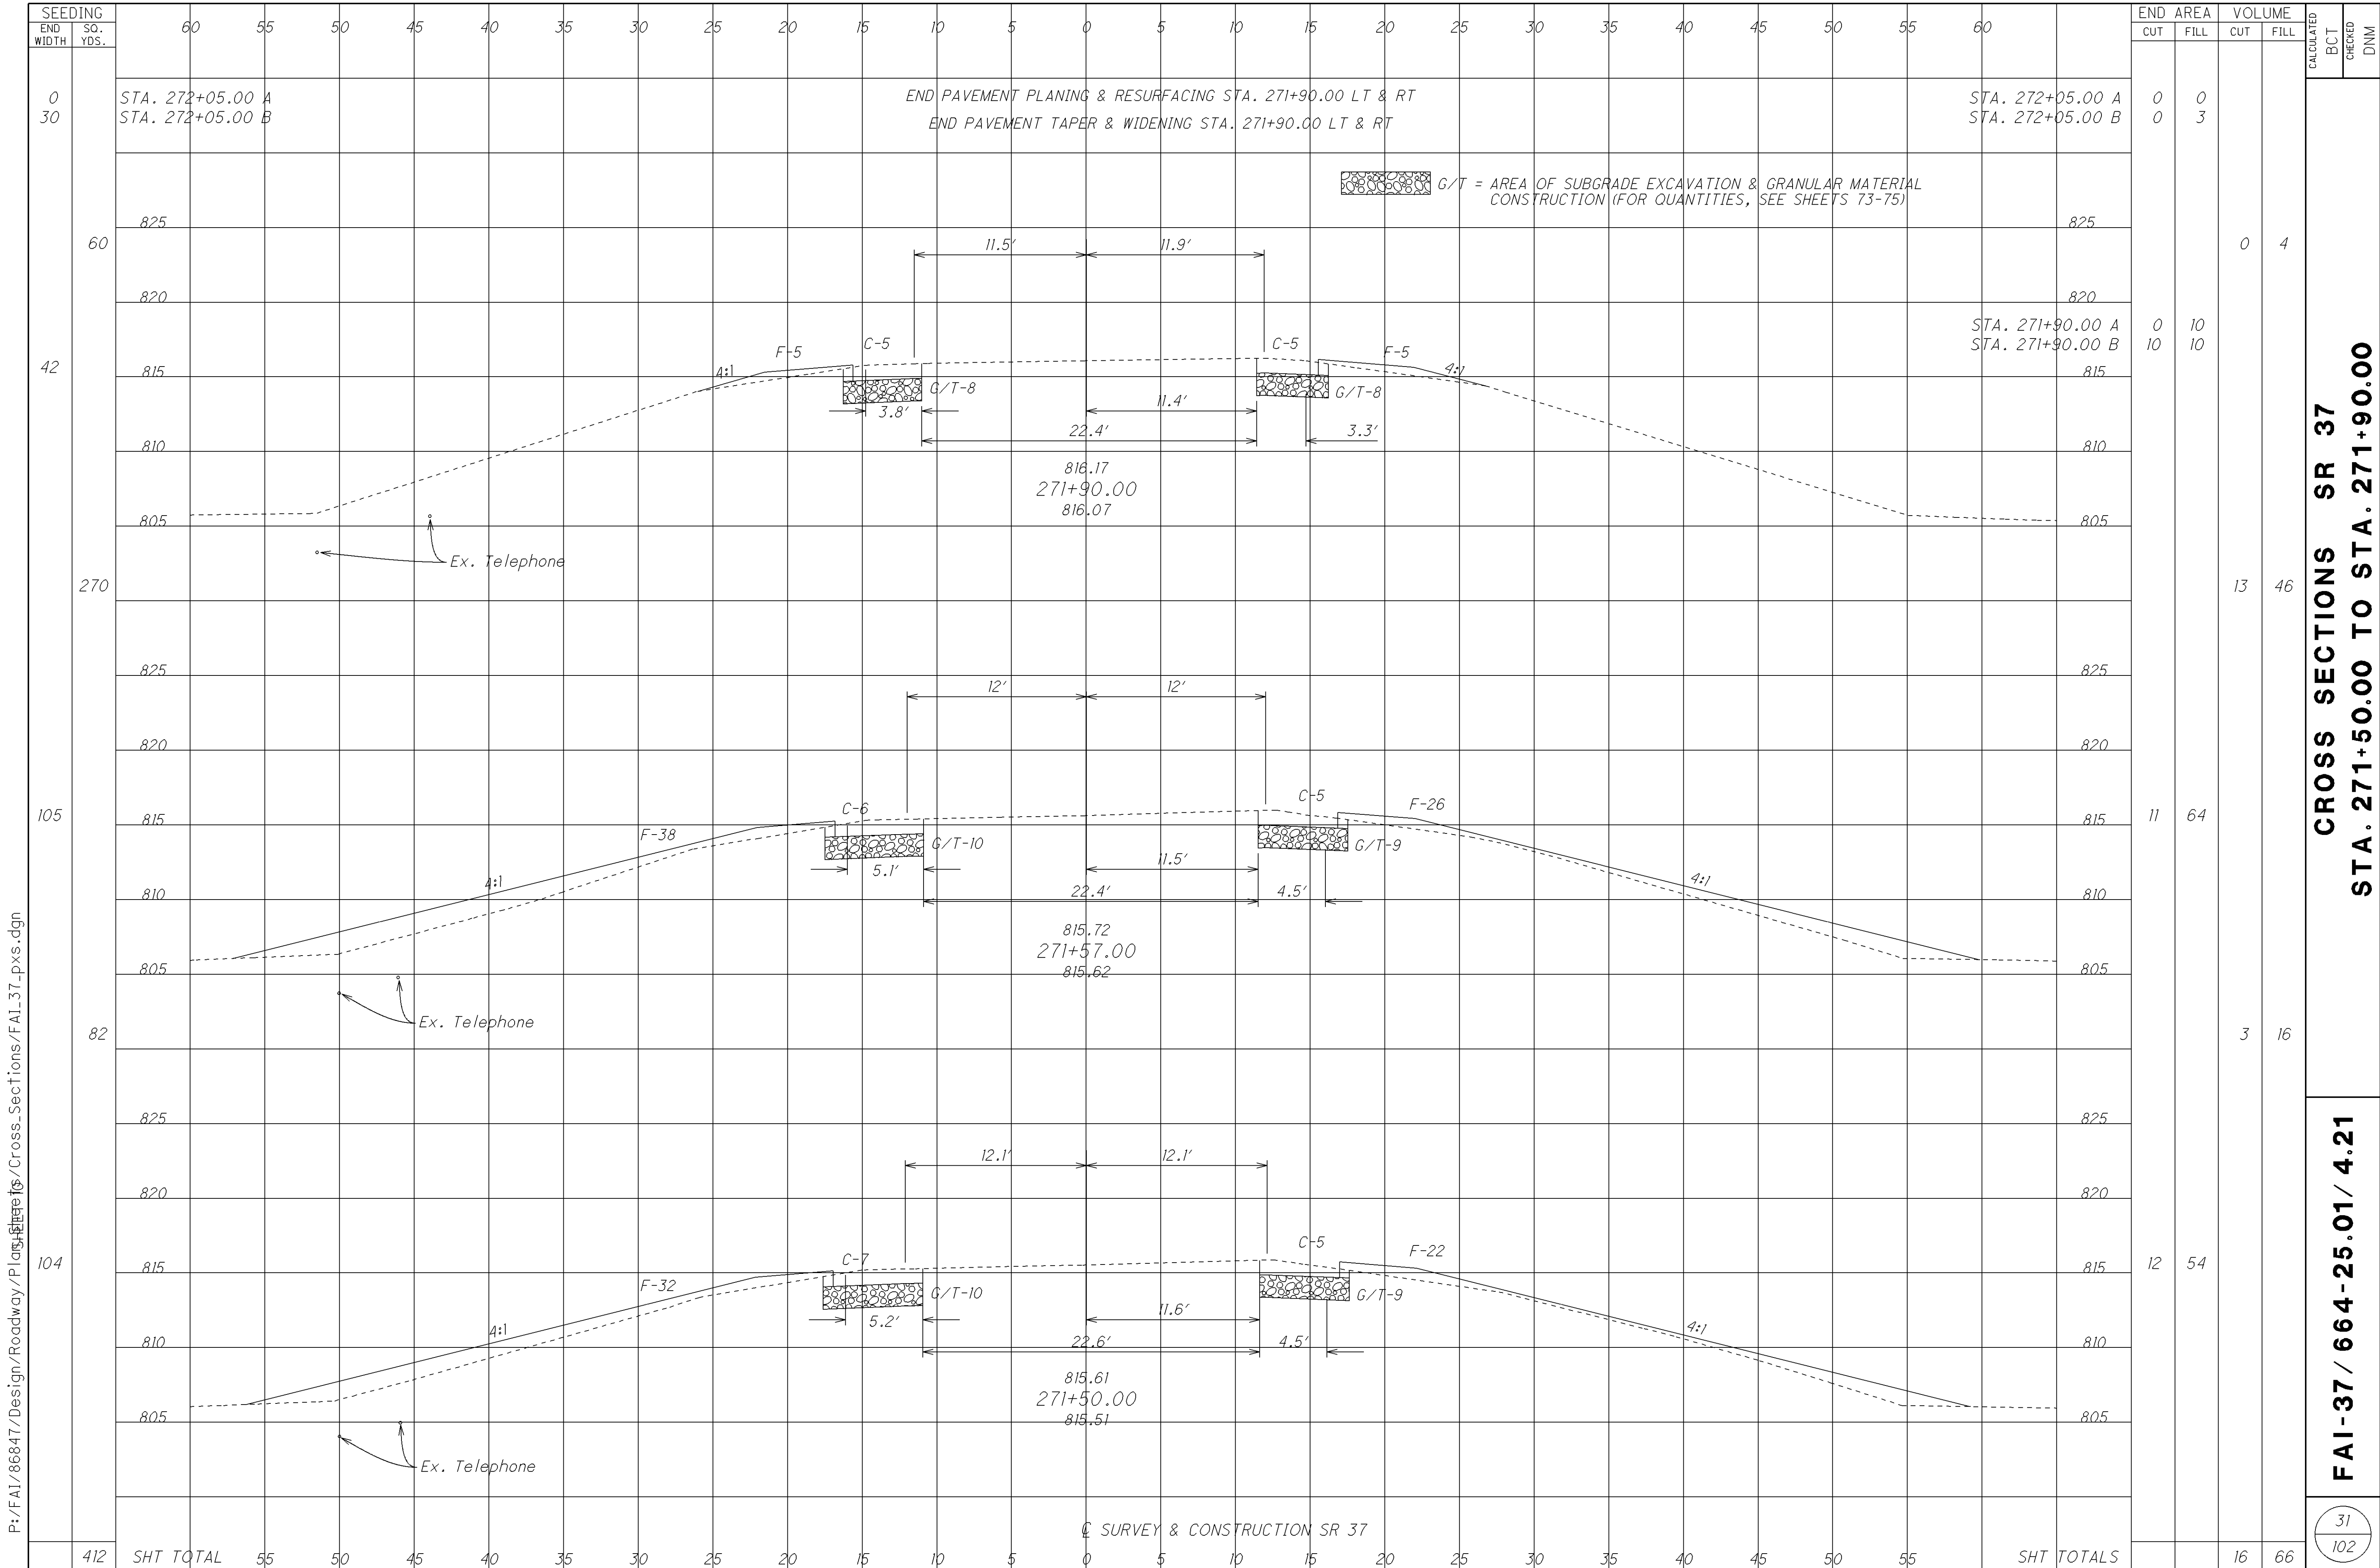 SEEDING
END WIDTH
SQ. YDS.
60 55 50 45 40 35 30 25 20 15 10 5 0 5 10 15 20 25 30 35 40 45 50 55 60
END AREA
VOLUME
CUT FILL CUT FILL
CALCULATED
BCT
CHECKED
DNM
0 STA. 272+05.00 A
30 STA. 272+05.00 B
END PAVEMENT PLANING & RESURFACING STA. 271+90.00 LT & RT
END PAVEMENT TAPER & WIDENING STA. 271+90.00 LT & RT
STA. 272+05.00 A 0 0
STA. 272+05.00 B 0 3
G/T = AREA OF SUBGRADE EXCAVATION & GRANULAR MATERIAL
CONSTRUCTION (FOR QUANTITIES, SEE SHEETS 73-75)
825 825
60 11.5' 11.9' 0 4
820 820
STA. 271+90.00 A 0 10
STA. 271+90.00 B 10 10
F-5 C-5 C-5 F-5
42 815 4:1 4:1 815
G/T-8 G/T-8
3.8' 11.4'
22.4' 3.3'
810 810
816.17
271+90.00
816.07
805 805
Ex. Telephone
270 13 46
825 825
12' 12'
820 820
C-6 C-5 F-26
105 815 F-38 815 11 64
G/T-10 G/T-9
5.1' 11.5'
4:1 4:1
810 22.4' 4.5' 810
815.72
271+57.00
815.62
805 805
Ex. Telephone
82 3 16
825 825
12.1' 12.1'
820 820
C-7 C-5 F-22
104 815 F-32 815 12 54
G/T-10 G/T-9
5.2' 11.6'
4:1 4:1
810 22.6' 4.5' 810
815.61
271+50.00
815.51
805 805
Ex. Telephone
℄ SURVEY & CONSTRUCTION SR 37
412 SHT TOTAL
55 50 45 40 35 30 25 20 15 10 5 0 5 10 15 20 25 30 35 40 45 50 55
SHT TOTALS 16 66
CROSS SECTIONS SR 37
STA. 271+50.00 TO STA. 271+90.00
FAI-37/664-25.01/4.21
31
102